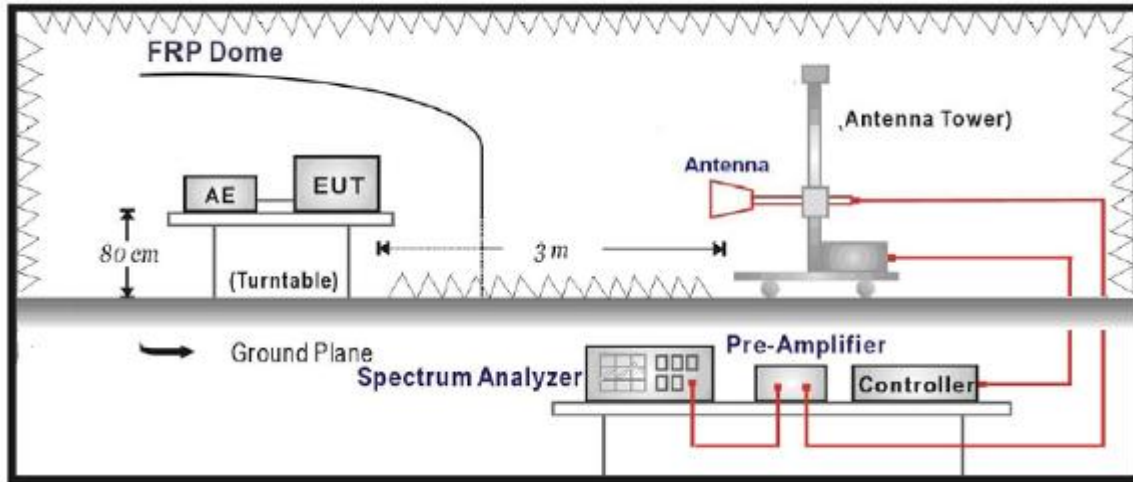 FRP Dome
(Antenna Tower)
Antenna
AE
EUT
80 cm
3 m
(Turntable)
Ground Plane
Pre-Amplifier
Spectrum Analyzer
Controller